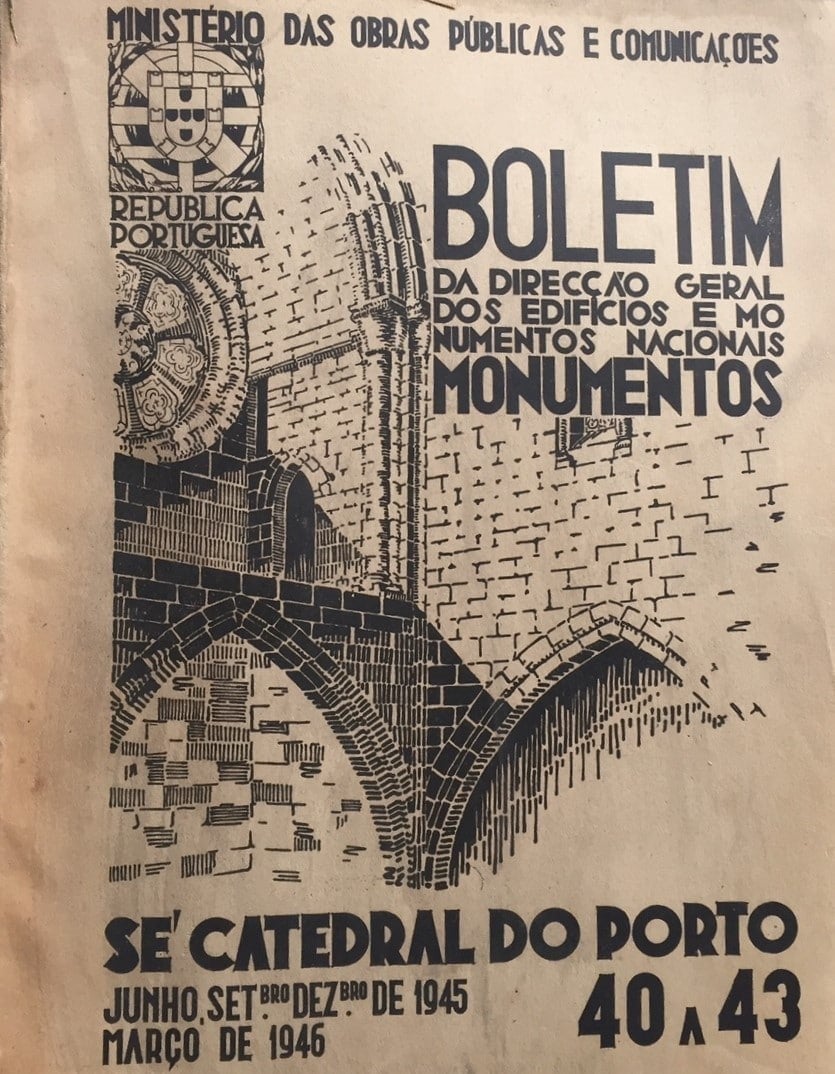 MINISTÉRIO DAS OBRAS PÚBLICAS E COMUNICAÇÕES
REPUBLICA
PORTUGUESA
BOLETIM
DA DIRECÇÃO GERAL
DOS EDIFÍCIOS E MO
NUMENTOS NACIONAIS
MONUMENTOS
SÉ CATEDRAL DO PORTO
JUNHO, SET.BRO DEZ.BRO DE 1945
MARÇO DE 1946
40 A 43